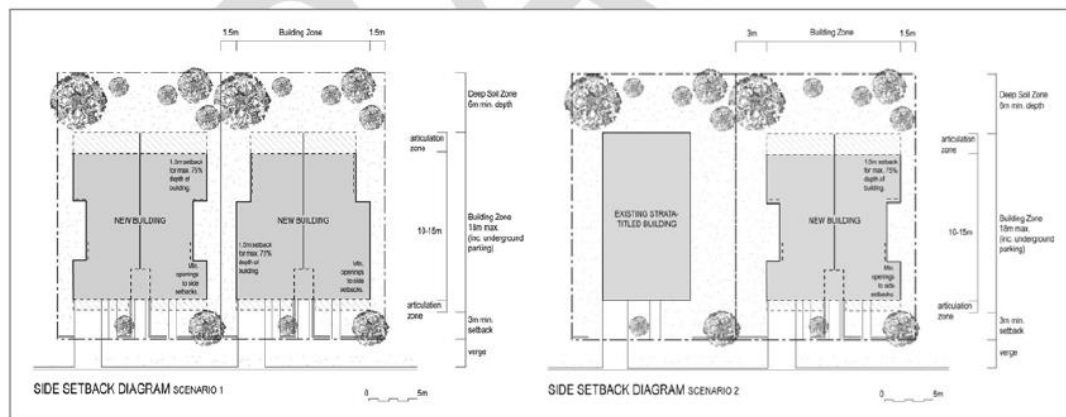 1.5m
Building Zone
1.5m
Deep Soil Zone
6m min. depth
articulation
zone
1.5m setback
for max. 75%
depth of
building.
NEW BUILDING
NEW BUILDING
10-15m
Building Zone
18m max.
(inc. underground
parking)
1.5m setback
for max. 75%
depth of
building.
Min.
openings
to side
setbacks.
Min.
openings
to side
setbacks.
articulation
zone
3m min.
setback
verge
SIDE SETBACK DIAGRAM SCENARIO 1
0
5m
3m
Building Zone
1.5m
Deep Soil Zone
6m min. depth
articulation
zone
1.5m setback
for max. 75%
depth of
building.
EXISTING STRATA-
TITLED BUILDING
NEW BUILDING
10-15m
Building Zone
18m max.
(inc. underground
parking)
Min.
openings
to side
setbacks.
articulation
zone
3m min.
setback
verge
SIDE SETBACK DIAGRAM SCENARIO 2
0
5m